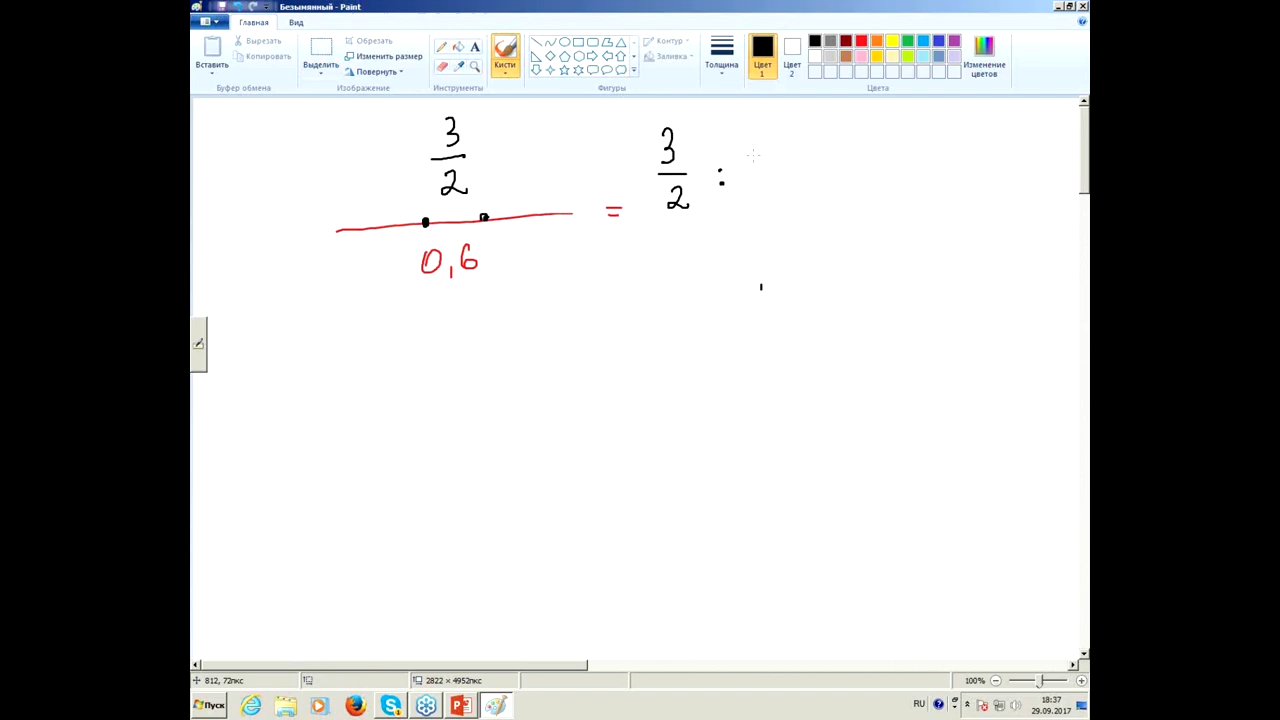 Безымянный - Paint
Главная Вид
Вставить
Вырезать
Копировать
Буфер обмена
Выделить
Обрезать
Изменить размер
Повернуть
Изображение
A
Инструменты
Кисти
Контур
Заливка
Фигуры
Толщина
Цвет 1
Цвет 2
Изменение цветов
Цвета
3
2
0,6
=
3
2
:
812, 72пкс
2822 × 4952пкс
100%
Пуск
RU
18:37
29.09.2017